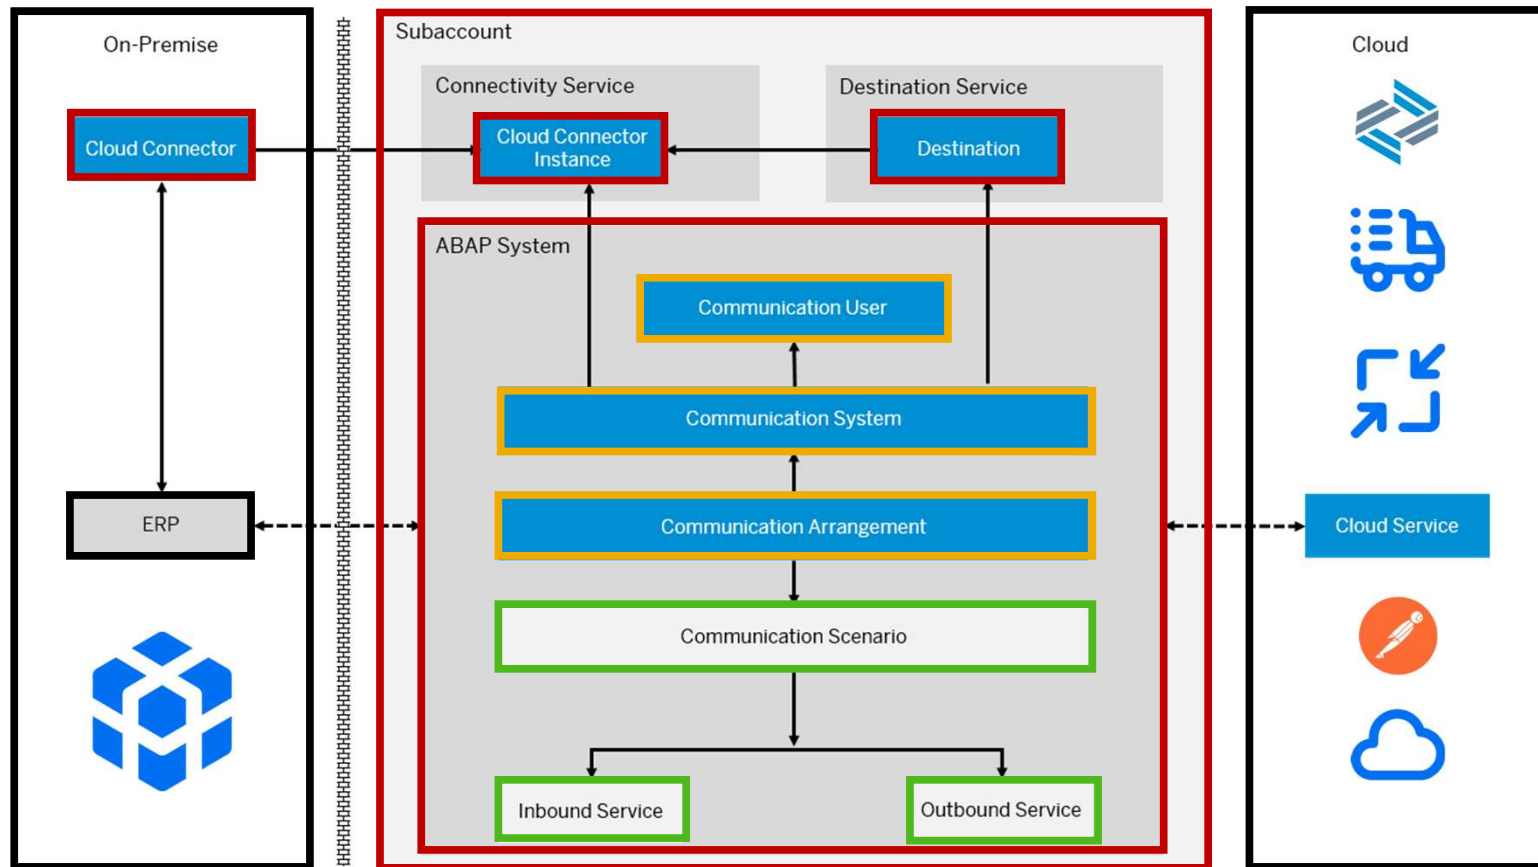 On-Premise
Cloud Connector
ERP
Subaccount
Connectivity Service
Cloud Connector
Instance
Destination Service
Destination
ABAP System
Communication User
Communication System
Communication Arrangement
Communication Scenario
Inbound Service
Outbound Service
Cloud
Cloud Service